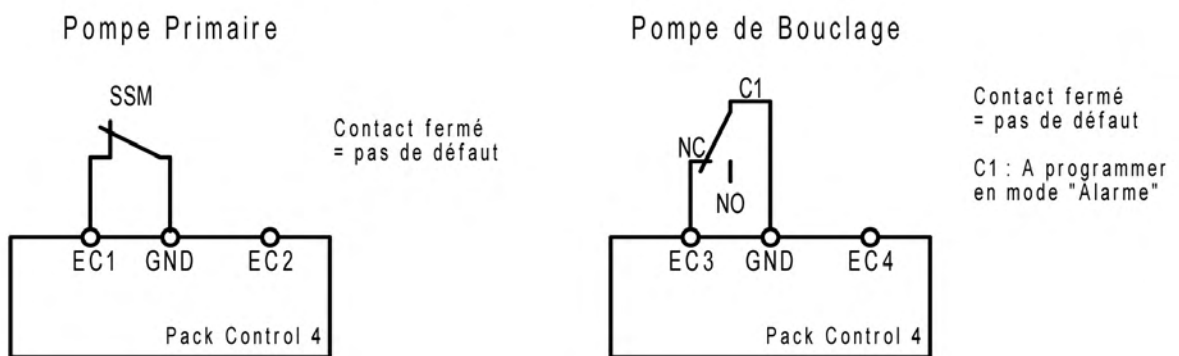 Pompe Primaire
SSM
Contact fermé
= pas de défaut
EC1 GND EC2
Pack Control 4
Pompe de Bouclage
C1
NC
NO
Contact fermé
= pas de défaut
C1 : A programmer
en mode "Alarme"
EC3 GND EC4
Pack Control 4